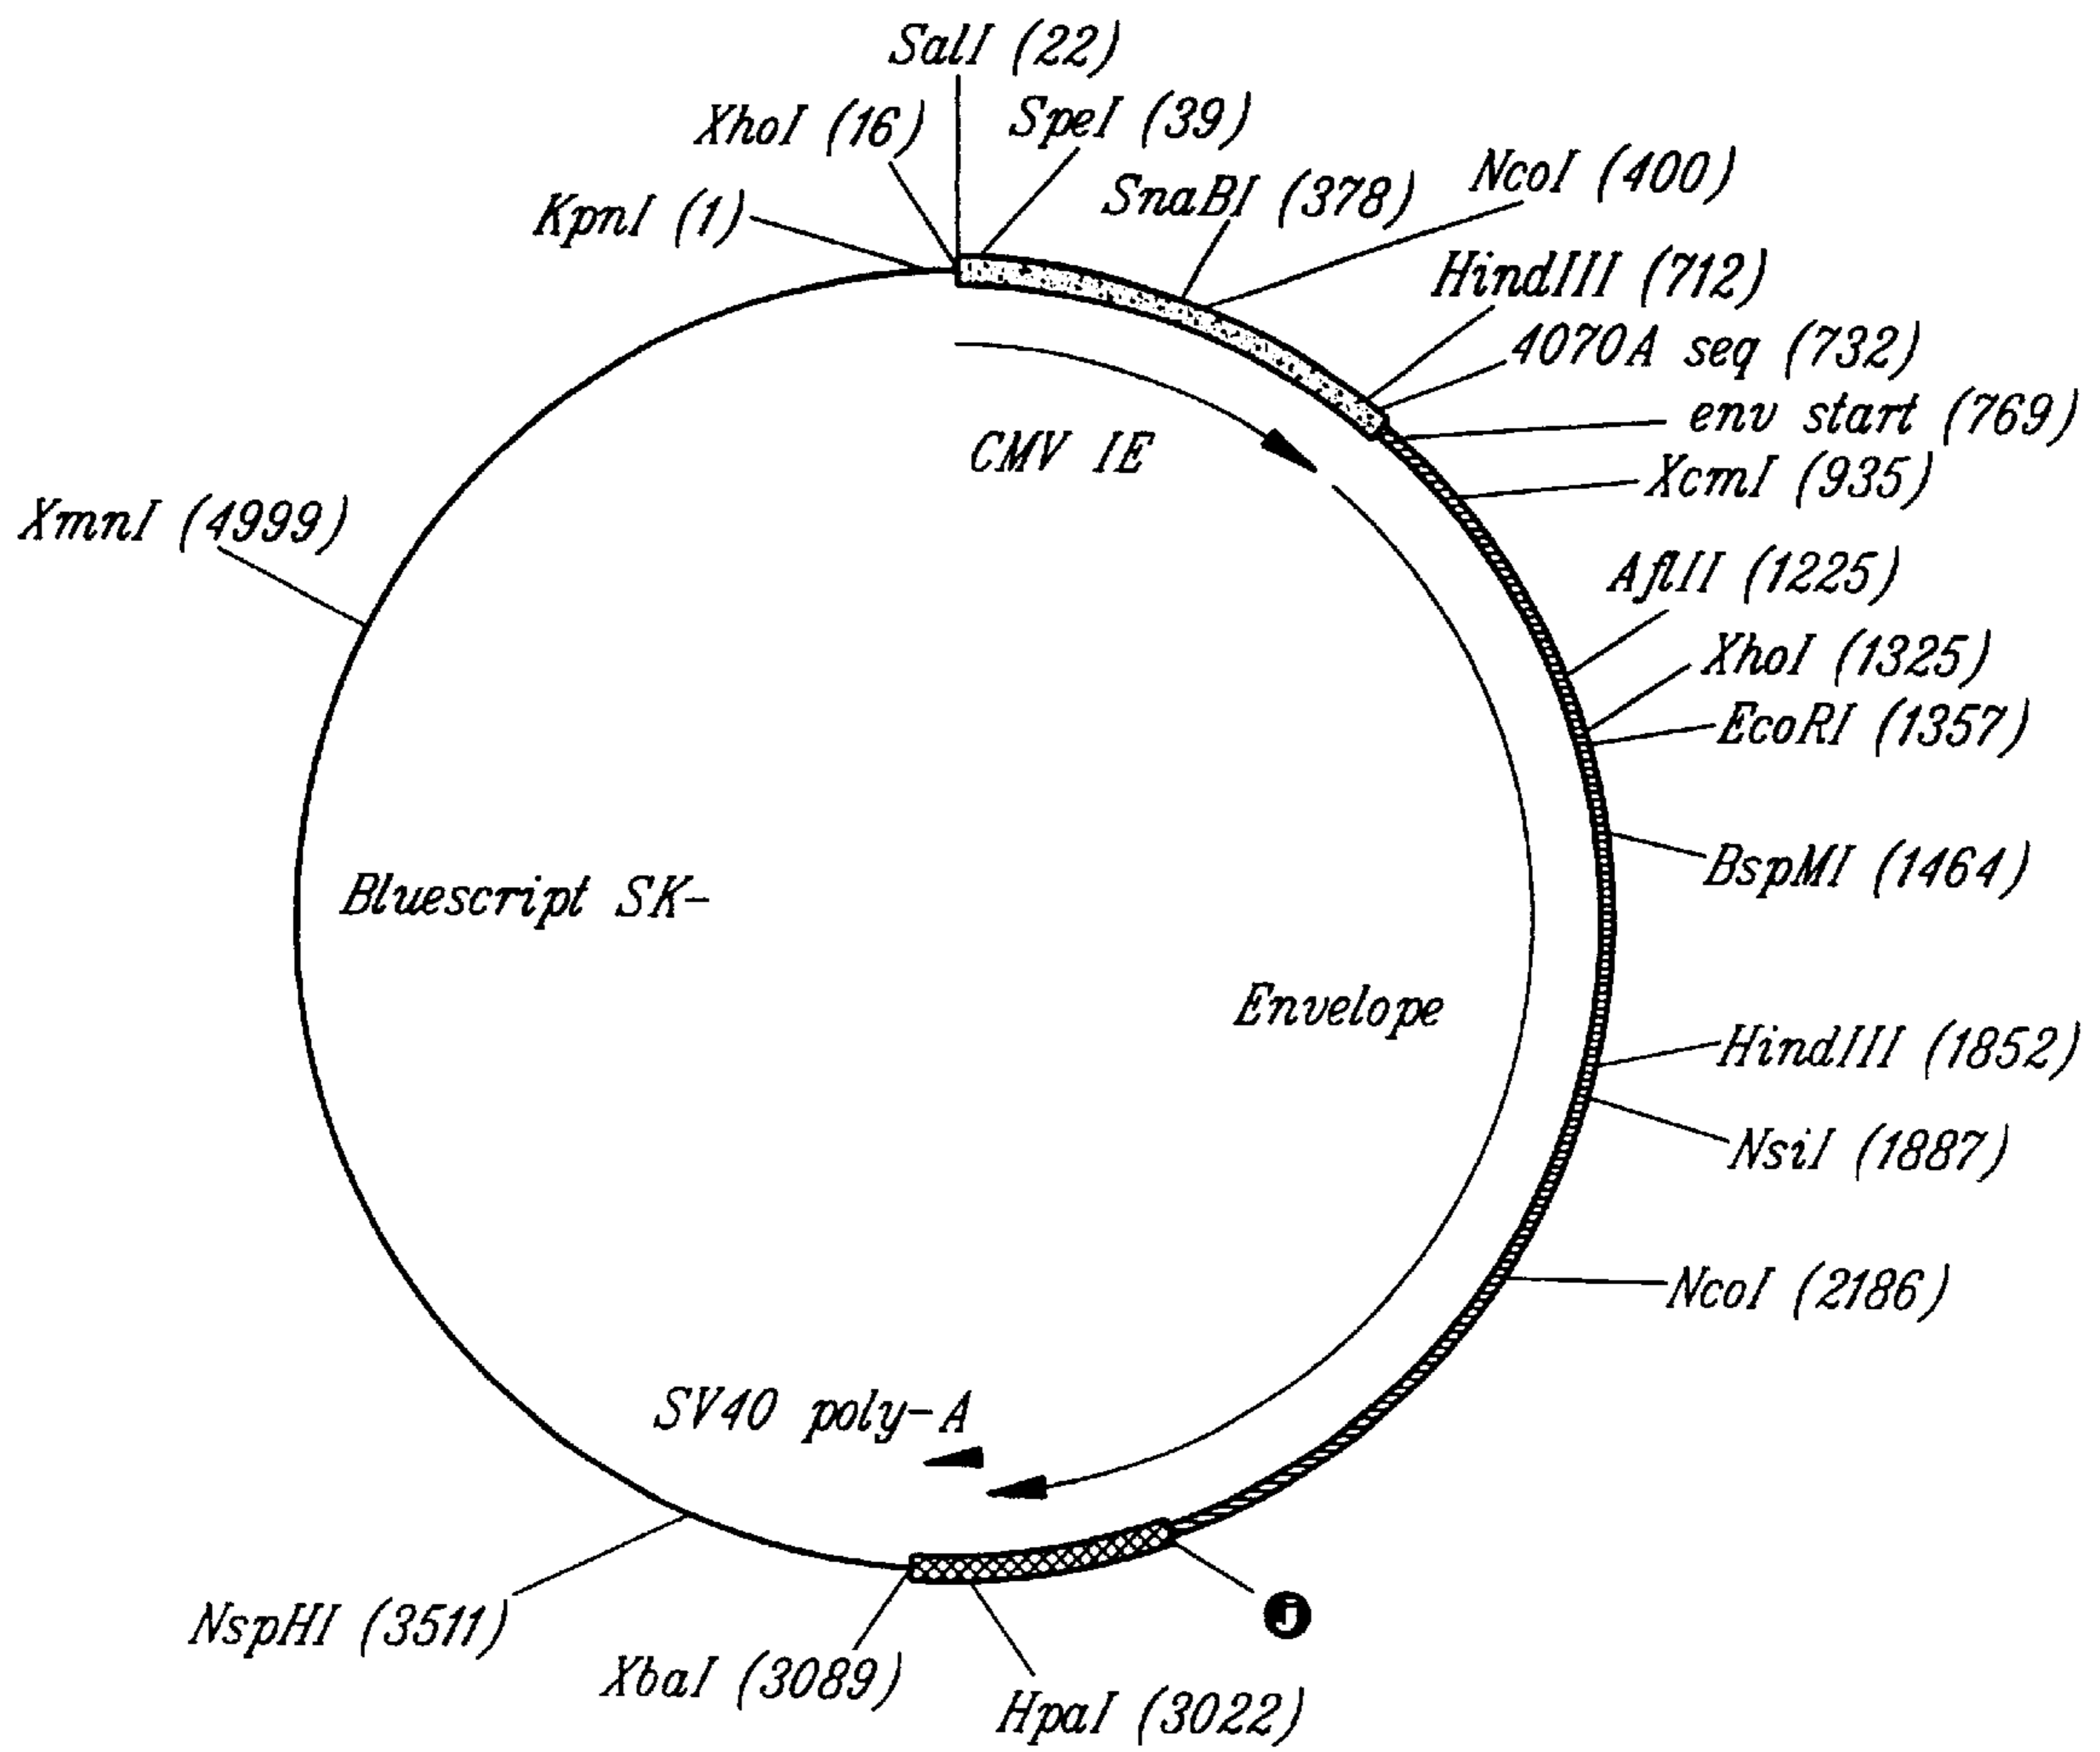 SalI (22)
XhoI (16)
SpeI (39)
KpnI (1)
SnaBI (378)
NcoI (400)
HindIII (712)
4070A seq (732)
env start (769)
CMV IE
XcmI (935)
XmnI (4999)
AflII (1225)
XhoI (1325)
EcoRI (1357)
BspMI (1464)
Bluescript SK-
Envelope
HindIII (1852)
NsiI (1887)
NcoI (2186)
SV40 poly-A
j
NspHI (3511)
XbaI (3089)
HpaI (3022)